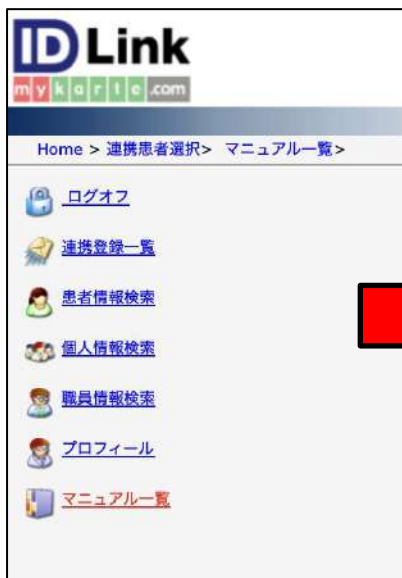 ID Link
mykarte.com
Home > 連携患者選択> マニュアル一覧>
ログオフ
連携登録一覧
患者情報検索
個人情報検索
職員情報検索
プロフィール
マニュアル一覧